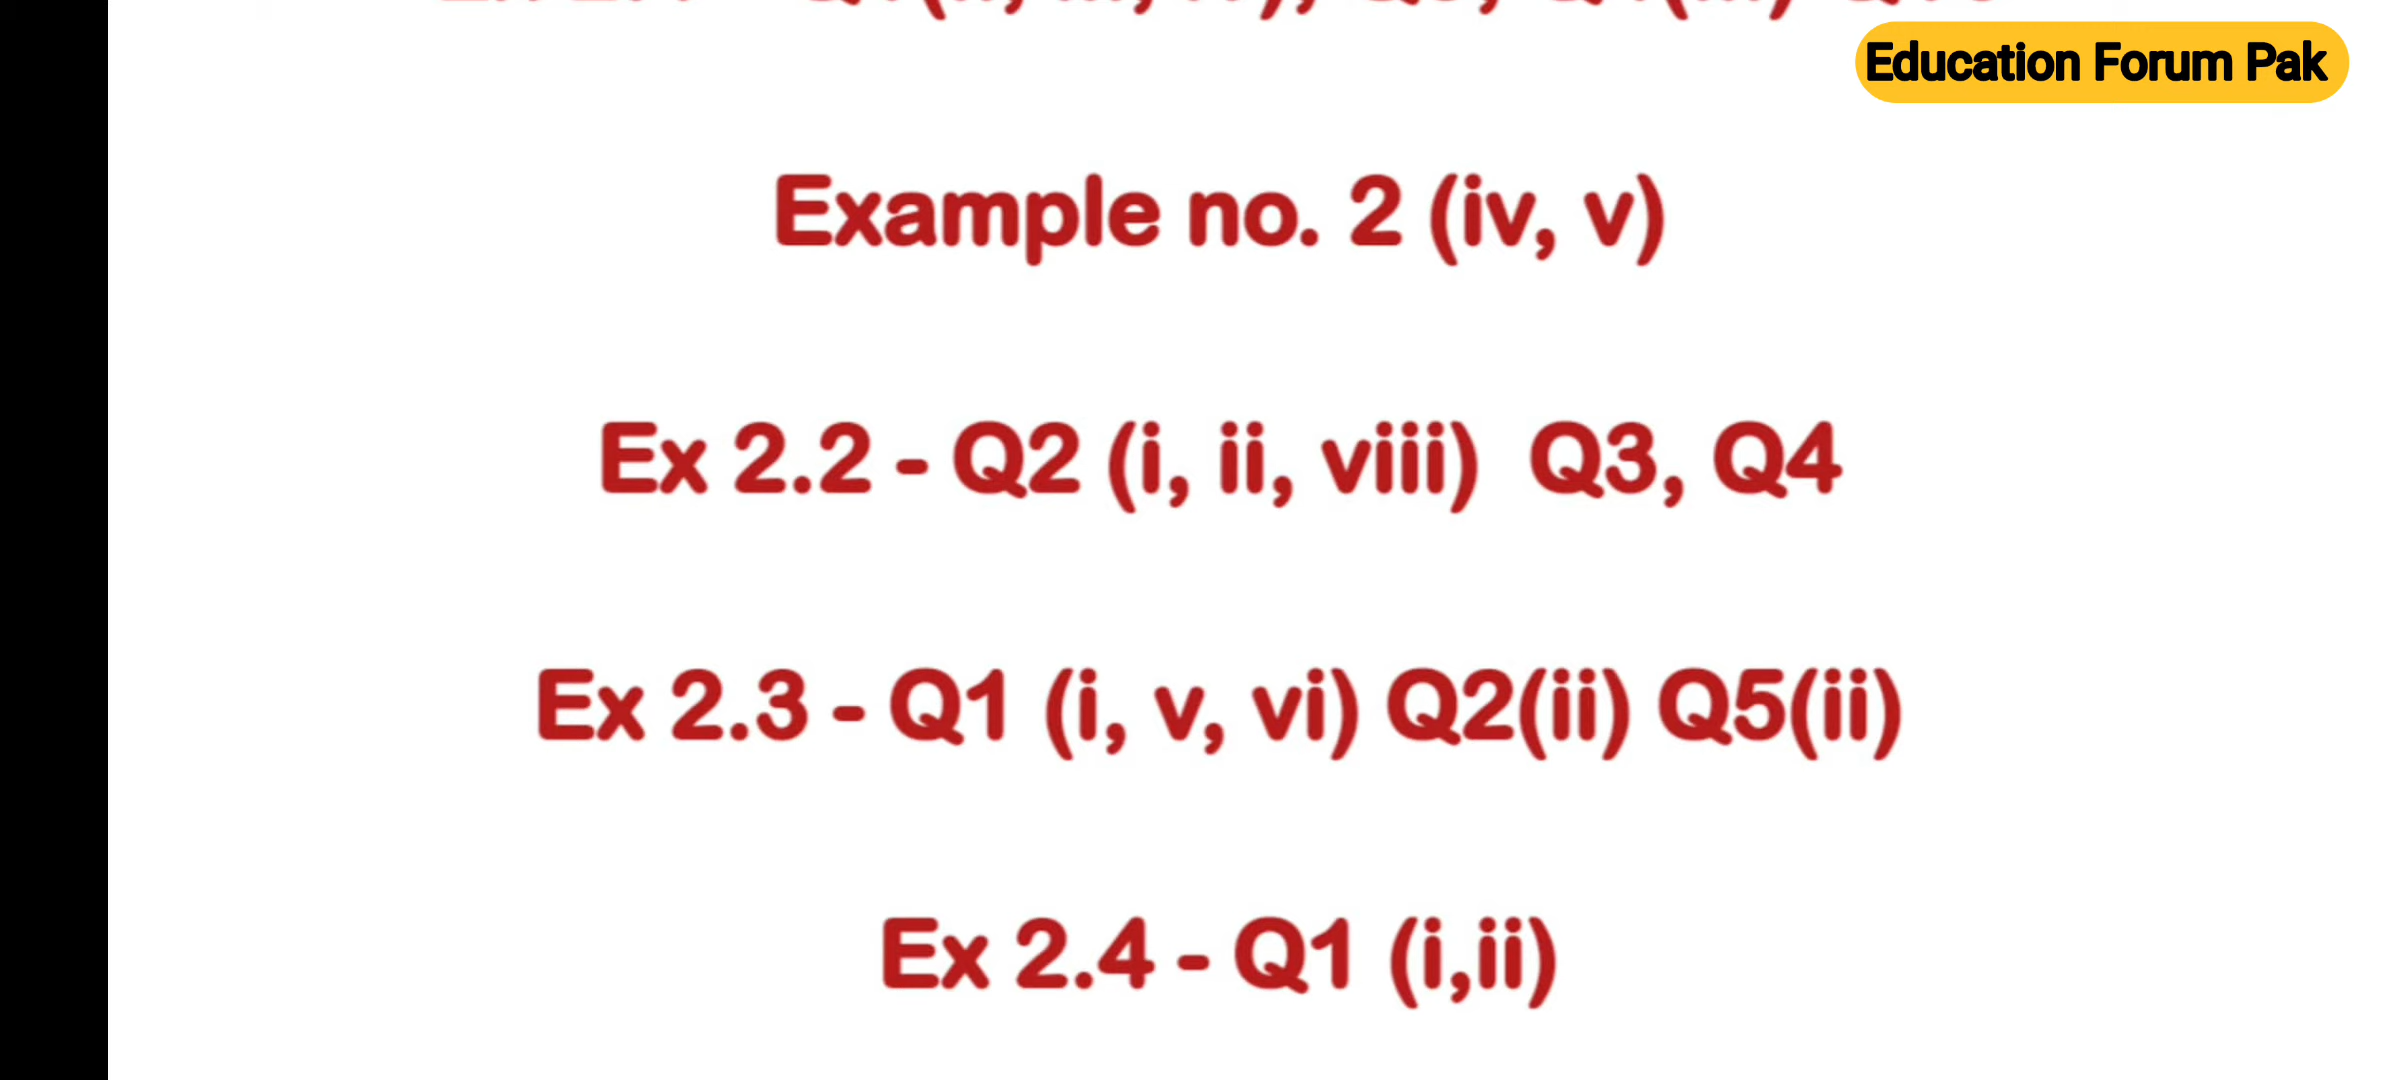 Education Forum Pak
Example no. 2 (iv, v)
Ex 2.2 - Q2 (i, ii, viii) Q3, Q4
Ex 2.3 - Q1 (i, v, vi) Q2(ii) Q5(ii)
Ex 2.4 - Q1 (i,ii)